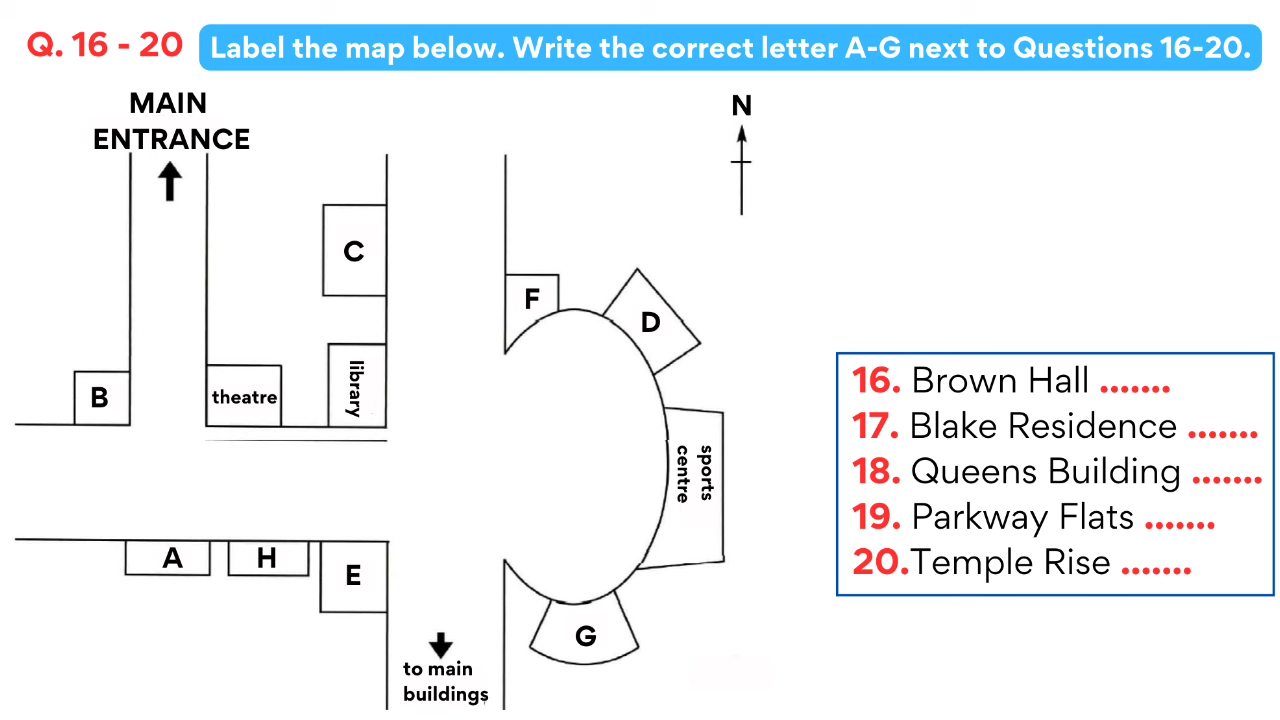 Q. 16 - 20
Label the map below. Write the correct letter A-G next to Questions 16-20.
MAIN
ENTRANCE
N
C
F
D
library
B
theatre
sports
centre
A
H
E
G
to main
buildings
16. Brown Hall .......
17. Blake Residence .......
18. Queens Building .......
19. Parkway Flats .......
20.Temple Rise .......